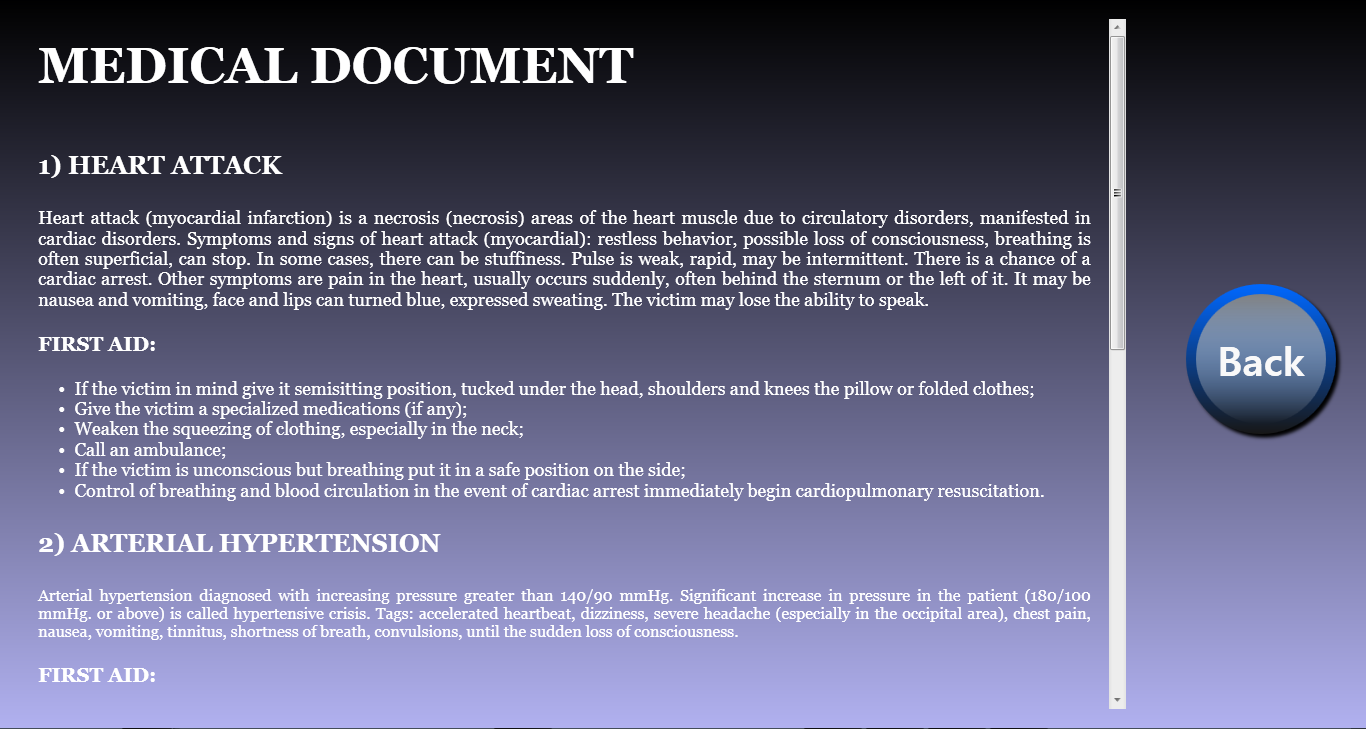 MEDICAL DOCUMENT
1) HEART ATTACK
Heart attack (myocardial infarction) is a necrosis (necrosis) areas of the heart muscle due to circulatory disorders, manifested in
cardiac disorders. Symptoms and signs of heart attack (myocardial): restless behavior, possible loss of consciousness, breathing is
often superficial, can stop. In some cases, there can be stuffiness. Pulse is weak, rapid, may be intermittent. There is a chance of a
cardiac arrest. Other symptoms are pain in the heart, usually occurs suddenly, often behind the sternum or the left of it. It may be
nausea and vomiting, face and lips can turned blue, expressed sweating. The victim may lose the ability to speak.
FIRST AID:
• If the victim in mind give it semisitting position, tucked under the head, shoulders and knees the pillow or folded clothes;
• Give the victim a specialized medications (if any);
• Weaken the squeezing of clothing, especially in the neck;
• Call an ambulance;
• If the victim is unconscious but breathing put it in a safe position on the side;
• Control of breathing and blood circulation in the event of cardiac arrest immediately begin cardiopulmonary resuscitation.
2) ARTERIAL HYPERTENSION
Arterial hypertension diagnosed with increasing pressure greater than 140/90 mmHg. Significant increase in pressure in the patient (180/100
mmHg. or above) is called hypertensive crisis. Tags: accelerated heartbeat, dizziness, severe headache (especially in the occipital area), chest pain,
nausea, vomiting, tinnitus, shortness of breath, convulsions, until the sudden loss of consciousness.
FIRST AID:
Back